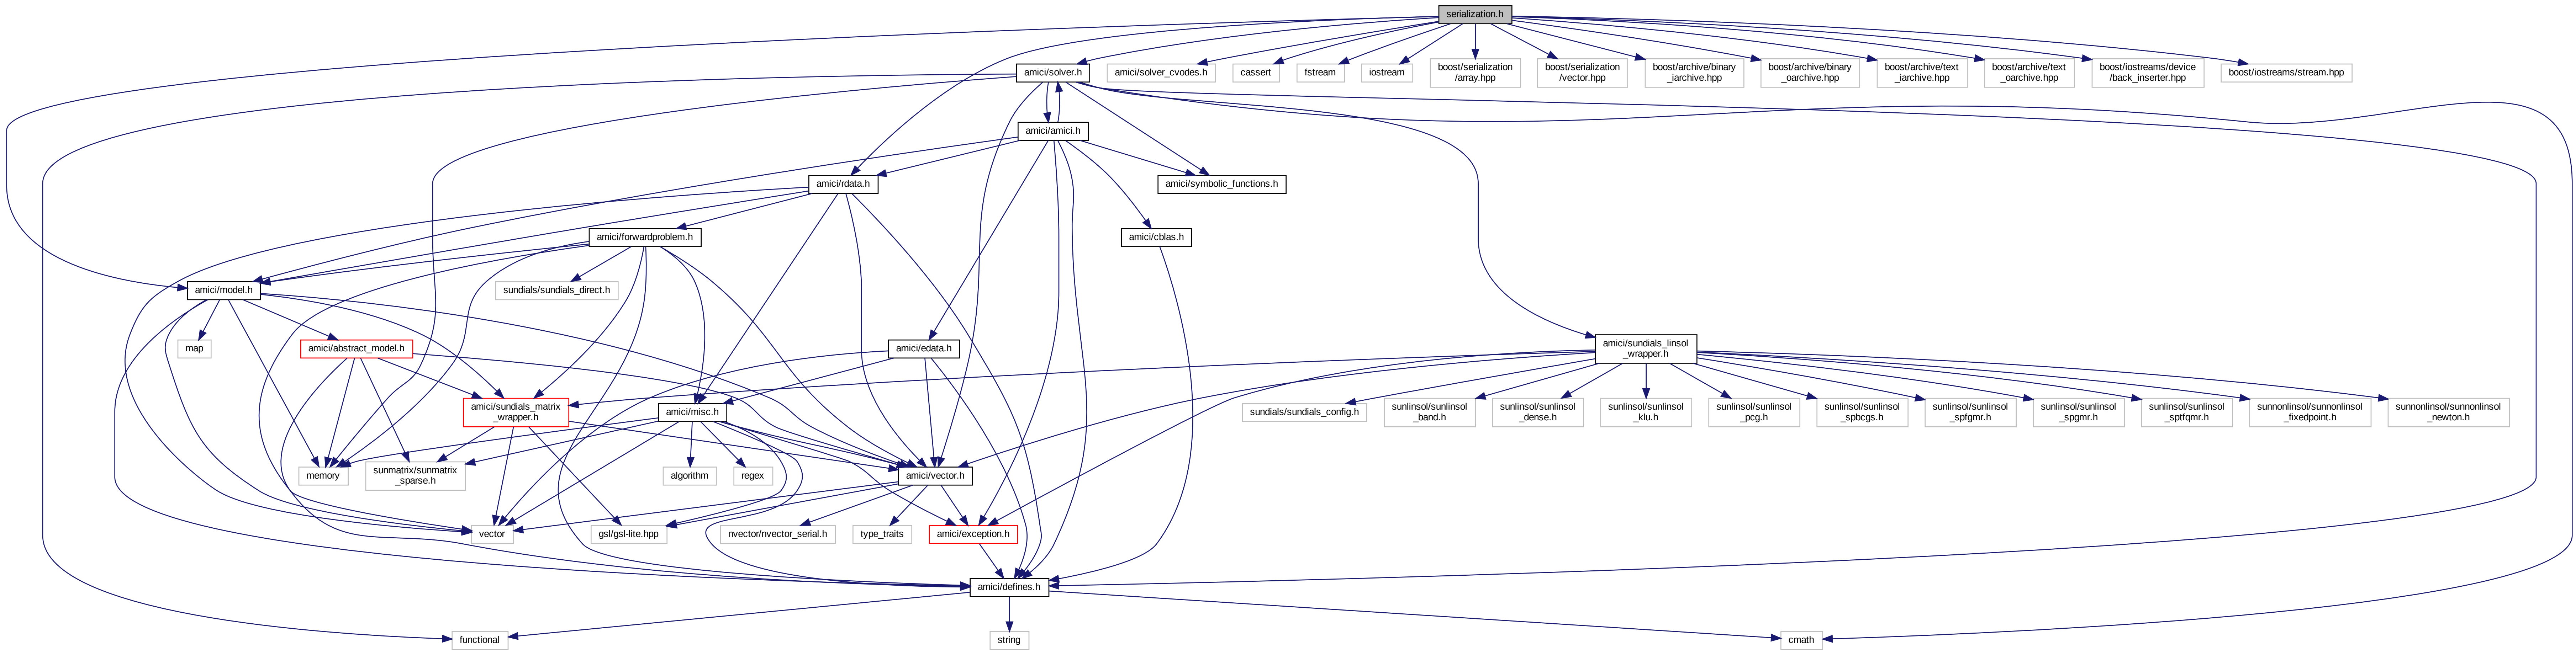 serialization.h
amici/solver.h
amici/solver_cvodes.h
cassert
fstream
iostream
boost/serialization
/array.hpp
boost/serialization
/vector.hpp
boost/archive/binary
_iarchive.hpp
boost/archive/binary
_oarchive.hpp
boost/archive/text
_iarchive.hpp
boost/archive/text
_oarchive.hpp
boost/iostreams/device
/back_inserter.hpp
boost/iostreams/stream.hpp
amici/amici.h
amici/rdata.h
amici/symbolic_functions.h
amici/forwardproblem.h
amici/cblas.h
amici/model.h
sundials/sundials_direct.h
map
amici/abstract_model.h
amici/edata.h
amici/sundials_linsol
_wrapper.h
amici/sundials_matrix
_wrapper.h
amici/misc.h
sundials/sundials_config.h
sunlinsol/sunlinsol
_band.h
sunlinsol/sunlinsol
_dense.h
sunlinsol/sunlinsol
_klu.h
sunlinsol/sunlinsol
_pcg.h
sunlinsol/sunlinsol
_spbcgs.h
sunlinsol/sunlinsol
_spfgmr.h
sunlinsol/sunlinsol
_spgmr.h
sunlinsol/sunlinsol
_sptfqmr.h
sunnonlinsol/sunnonlinsol
_fixedpoint.h
sunnonlinsol/sunnonlinsol
_newton.h
memory
sunmatrix/sunmatrix
_sparse.h
algorithm
regex
amici/vector.h
vector
gsl/gsl-lite.hpp
nvector/nvector_serial.h
type_traits
amici/exception.h
amici/defines.h
functional
string
cmath